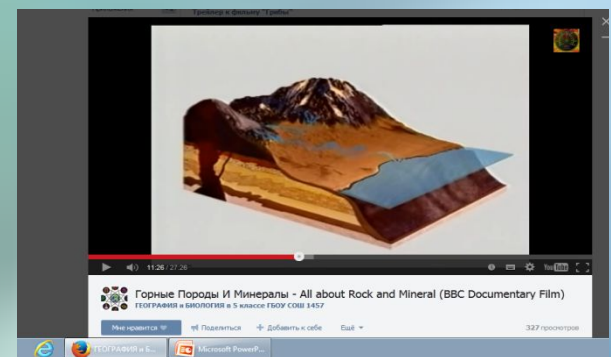 Трейлер к фильму "Грибы"
11:26 / 27:26
YouTube
Горные Породы И Минералы - All about Rock and Mineral (BBC Documentary Film)
ГЕОГРАФИЯ и БИОЛОГИЯ в 5 классе ГБОУ СОШ 1457
Мне нравится
Поделиться
Добавить к себе
Ещё
327 просмотров
ГЕОГРАФИЯ и Б...
Microsoft PowerP...